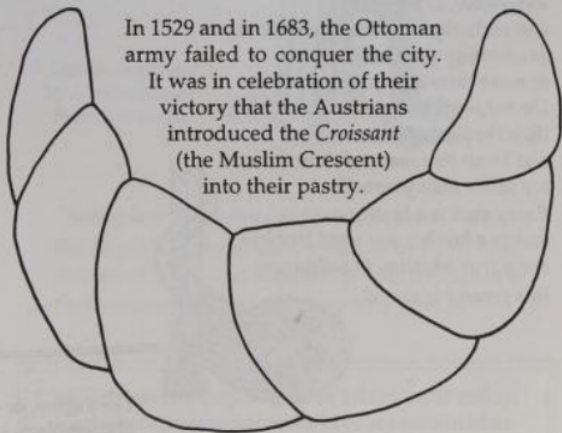 In 1529 and in 1683, the Ottoman
army failed to conquer the city.
It was in celebration of their
victory that the Austrians
introduced the Croissant
(the Muslim Crescent)
into their pastry.